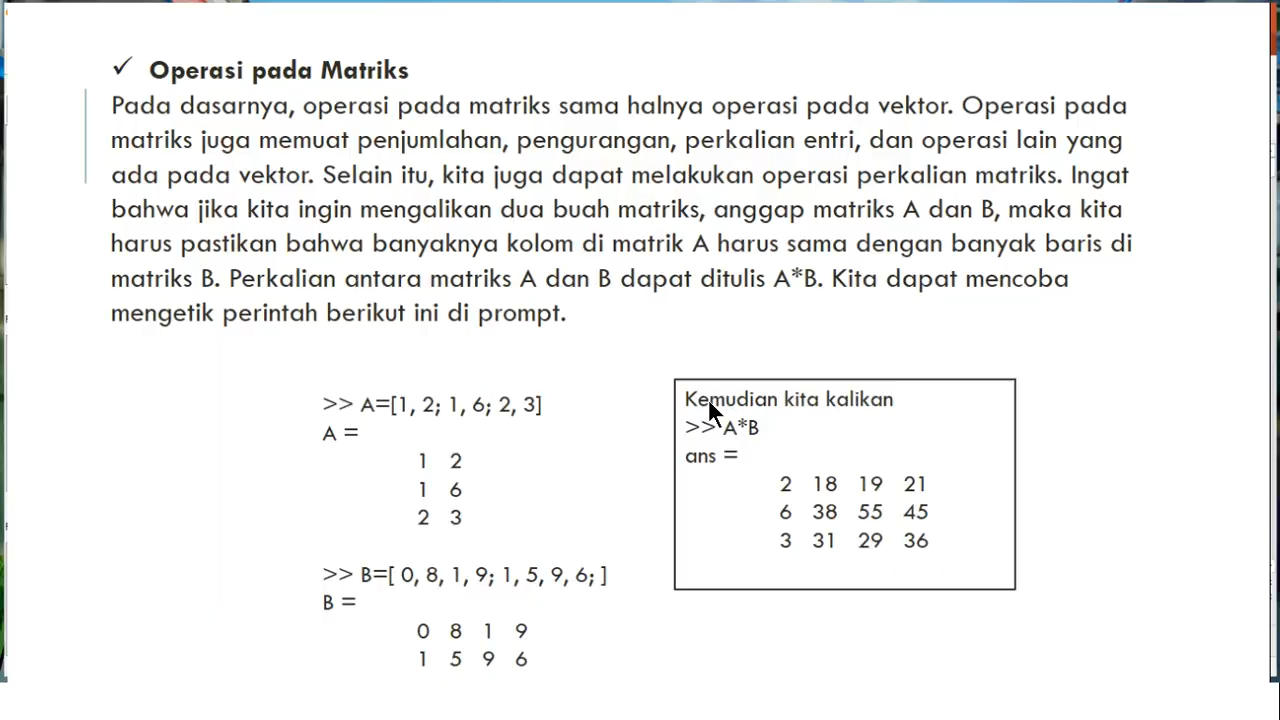 ✓ Operasi pada Matriks
Pada dasarnya, operasi pada matriks sama halnya operasi pada vektor. Operasi pada
matriks juga memuat penjumlahan, pengurangan, perkalian entri, dan operasi lain yang
ada pada vektor. Selain itu, kita juga dapat melakukan operasi perkalian matriks. Ingat
bahwa jika kita ingin mengalikan dua buah matriks, anggap matriks A dan B, maka kita
harus pastikan bahwa banyaknya kolom di matrik A harus sama dengan banyak baris di
matriks B. Perkalian antara matriks A dan B dapat ditulis A*B. Kita dapat mencoba
mengetik perintah berikut ini di prompt.
>> A=[1, 2; 1, 6; 2, 3]
A =
1 2
1 6
2 3
>> B=[ 0, 8, 1, 9; 1, 5, 9, 6; ]
B =
0 8 1 9
1 5 9 6
Kemudian kita kalikan
>> A*B
ans =
2 18 19 21
6 38 55 45
3 31 29 36